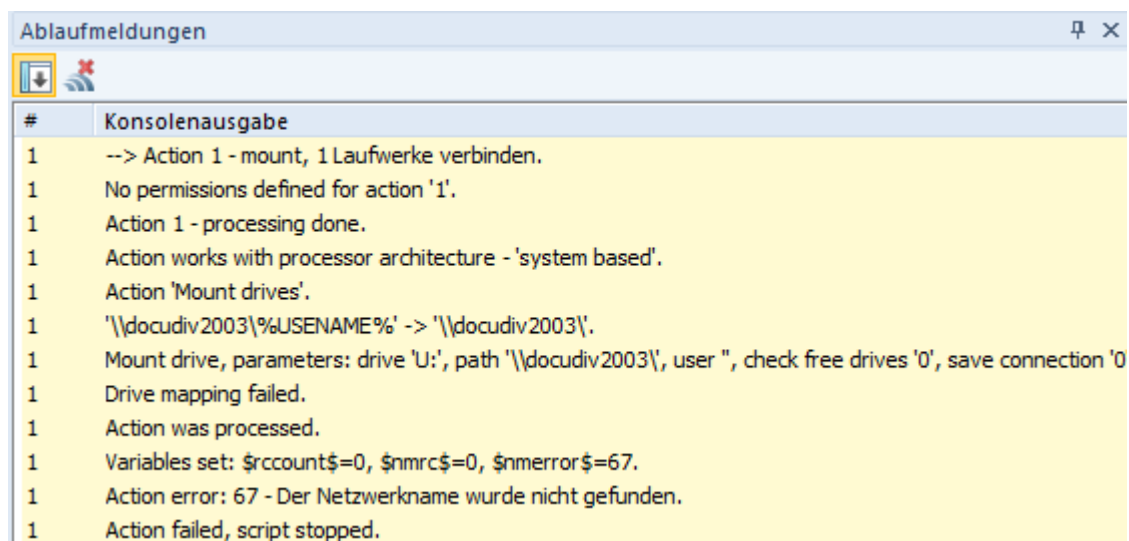 Ablaufmeldungen
# Konsolenausgabe
1 --> Action 1 - mount, 1 Laufwerke verbinden.
1 No permissions defined for action '1'.
1 Action 1 - processing done.
1 Action works with processor architecture - 'system based'.
1 Action 'Mount drives'.
1 '\\docudiv2003\%USENAME%' -> '\\docudiv2003\'.
1 Mount drive, parameters: drive 'U:', path '\\docudiv2003\', user '', check free drives '0', save connection '0'
1 Drive mapping failed.
1 Action was processed.
1 Variables set: $rccount$=0, $nmrc$=0, $nmerror$=67.
1 Action error: 67 - Der Netzwerkname wurde nicht gefunden.
1 Action failed, script stopped.